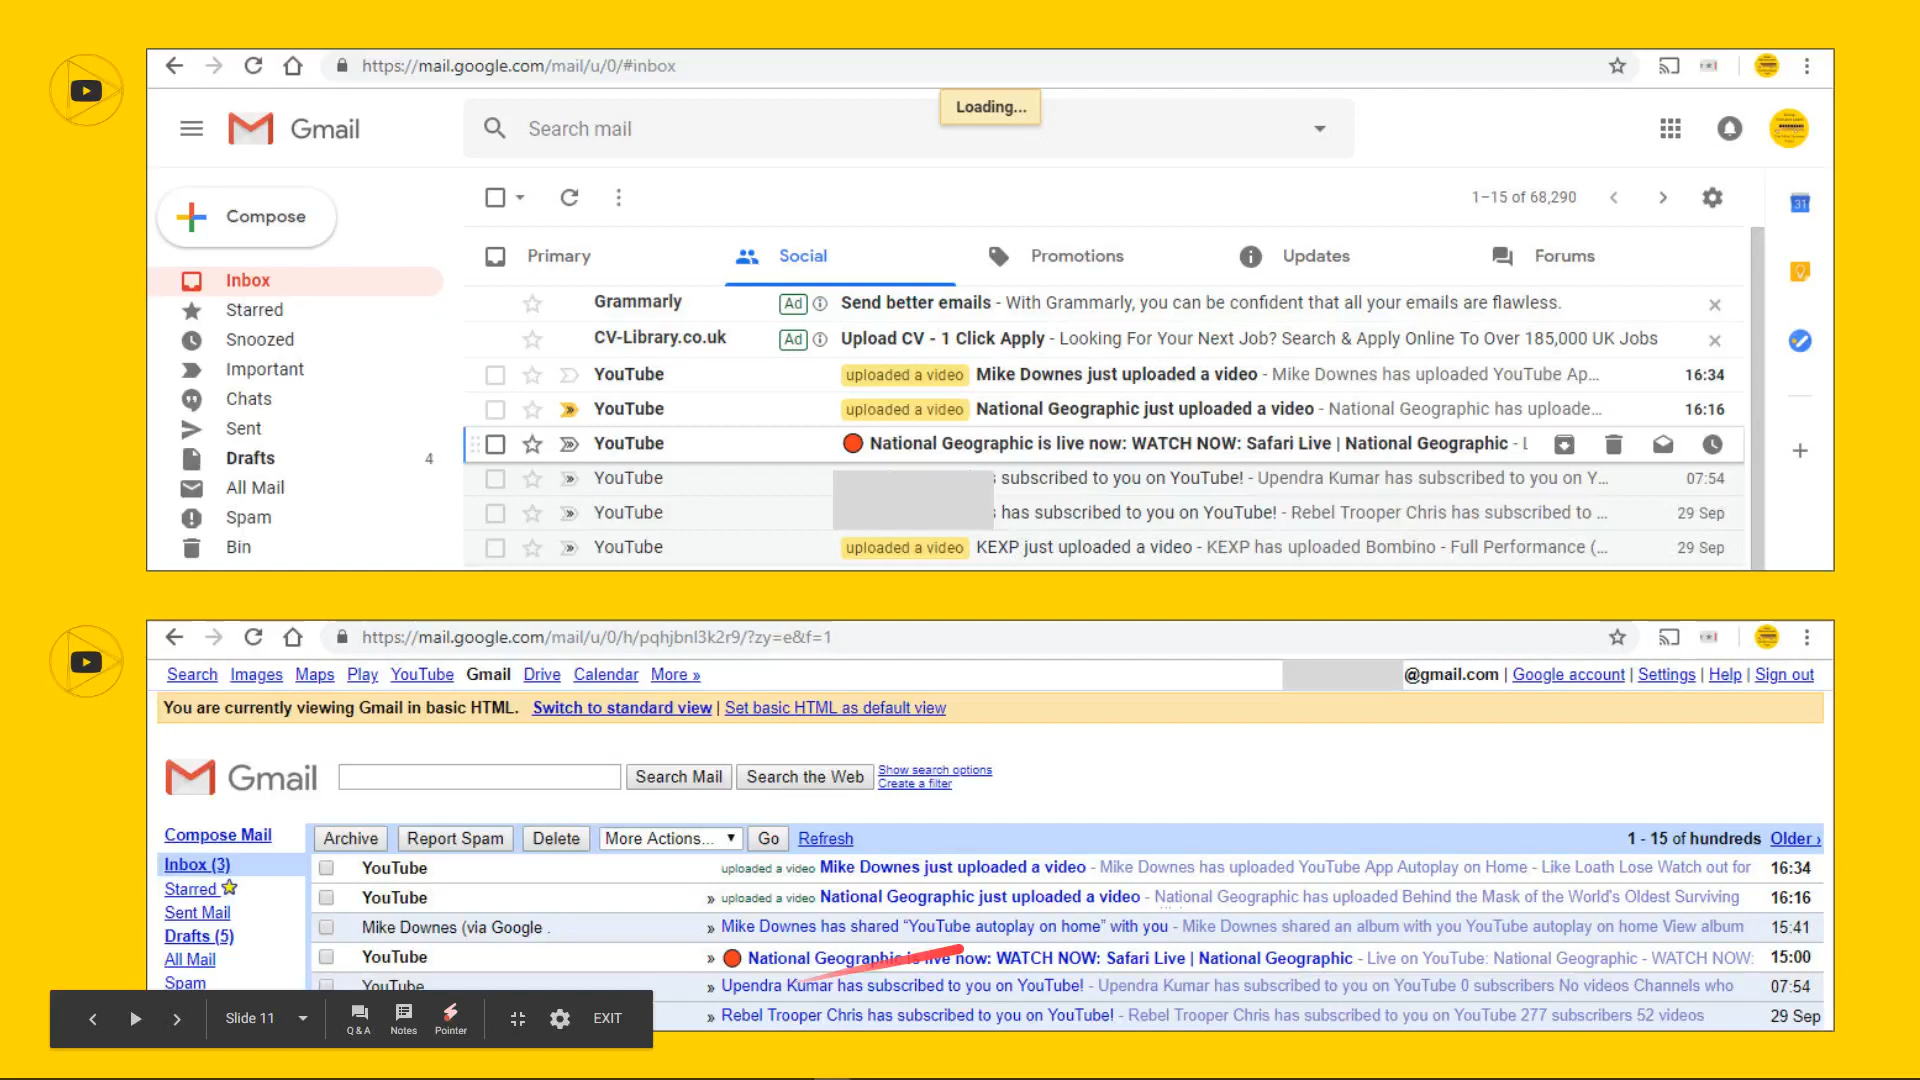 https://mail.google.com/mail/u/0/#inbox
Loading...
Gmail
Search mail
Compose
1–15 of 68,290
31
Primary
Social
Promotions
Updates
Forums
Inbox
Starred
Snoozed
Important
Chats
Sent
Drafts 4
All Mail
Spam
Bin
Grammarly Ad Send better emails - With Grammarly, you can be confident that all your emails are flawless.
CV-Library.co.uk Ad Upload CV - 1 Click Apply - Looking For Your Next Job? Search & Apply Online To Over 185,000 UK Jobs
YouTube uploaded a video Mike Downes just uploaded a video - Mike Downes has uploaded YouTube Ap... 16:34
YouTube uploaded a video National Geographic just uploaded a video - National Geographic has uploade... 16:16
YouTube National Geographic is live now: WATCH NOW: Safari Live | National Geographic - L
YouTube s subscribed to you on YouTube! - Upendra Kumar has subscribed to you on Y... 07:54
YouTube s has subscribed to you on YouTube! - Rebel Trooper Chris has subscribed to ... 29 Sep
YouTube uploaded a video KEXP just uploaded a video - KEXP has uploaded Bombino - Full Performance (... 29 Sep
https://mail.google.com/mail/u/0/h/pqhjbnl3k2r9/?zy=e&f=1
Search Images Maps Play YouTube Gmail Drive Calendar More »
@gmail.com | Google account | Settings | Help | Sign out
You are currently viewing Gmail in basic HTML. Switch to standard view | Set basic HTML as default view
Gmail
Search Mail
Search the Web
Show search options
Create a filter
Compose Mail
Inbox (3)
Starred
Sent Mail
Drafts (5)
All Mail
Spam
Archive Report Spam Delete More Actions... Go Refresh 1 - 15 of hundreds Older ›
YouTube uploaded a video Mike Downes just uploaded a video - Mike Downes has uploaded YouTube App Autoplay on Home - Like Loath Lose Watch out for 16:34
YouTube » uploaded a video National Geographic just uploaded a video - National Geographic has uploaded Behind the Mask of the World's Oldest Surviving 16:16
Mike Downes (via Google . » Mike Downes has shared “YouTube autoplay on home” with you - Mike Downes shared an album with you YouTube autoplay on home View album 15:41
YouTube » National Geographic is live now: WATCH NOW: Safari Live | National Geographic - Live on YouTube: National Geographic - WATCH NOW: 15:00
YouTube » Upendra Kumar has subscribed to you on YouTube! - Upendra Kumar has subscribed to you on YouTube 0 subscribers No videos Channels who 07:54
» Rebel Trooper Chris has subscribed to you on YouTube! - Rebel Trooper Chris has subscribed to you on YouTube 277 subscribers 52 videos 29 Sep
Slide 11
Q & A
Notes
Pointer
EXIT